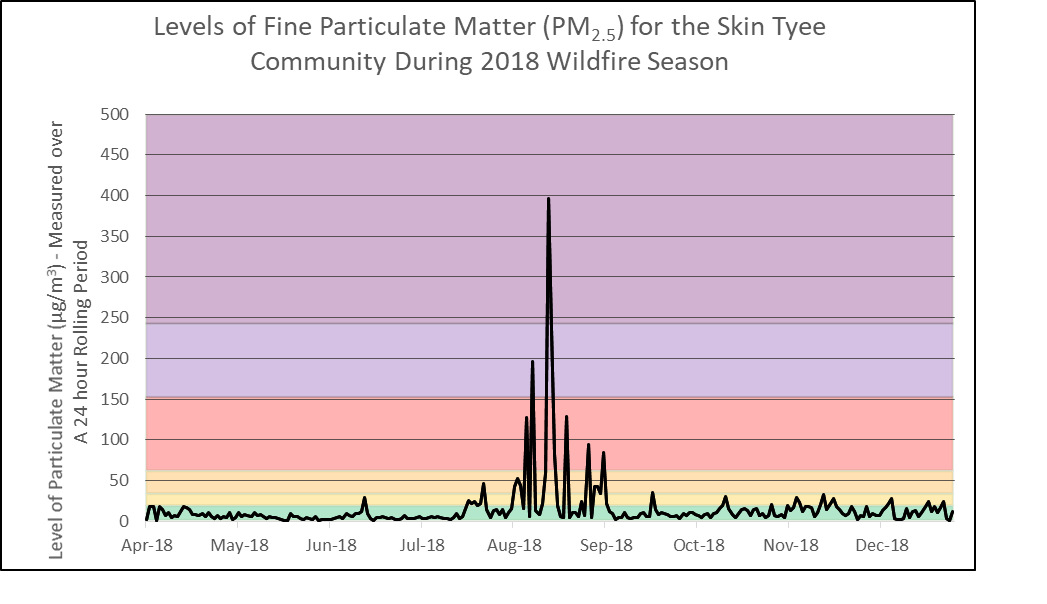 Levels of Fine Particulate Matter (PM2.5) for the Skin Tyee
Community During 2018 Wildfire Season
Level of Particulate Matter (µg/m³) - Measured over
A 24 hour Rolling Period
500
450
400
350
300
250
200
150
100
50
0
Apr-18 May-18 Jun-18 Jul-18 Aug-18 Sep-18 Oct-18 Nov-18 Dec-18